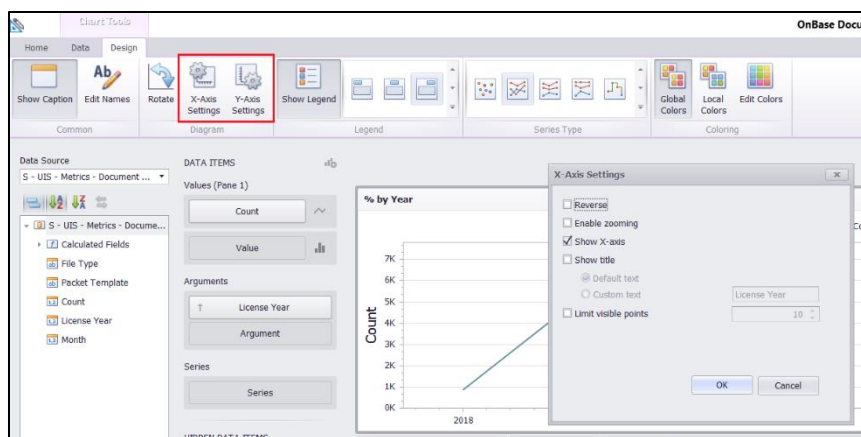 Chart Tools
OnBase Docu
Home Data Design
Show Caption
Edit Names
Rotate
X-Axis Settings
Y-Axis Settings
Show Legend
Global Colors
Local Colors
Edit Colors
Common
Diagram
Legend
Series Type
Coloring
Data Source
S - UIS - Metrics - Document ...
S - UIS - Metrics - Docume...
Calculated Fields
File Type
Packet Template
Count
License Year
Month
DATA ITEMS
Values (Pane 1)
Count
Value
Arguments
License Year
Argument
Series
Series
HIDDEN DATA ITEMS
% by Year
Count
7K
6K
5K
4K
3K
2K
1K
0K
2018
X-Axis Settings
Reverse
Enable zooming
Show X-axis
Show title
Default text
Custom text
License Year
Limit visible points
10
OK
Cancel